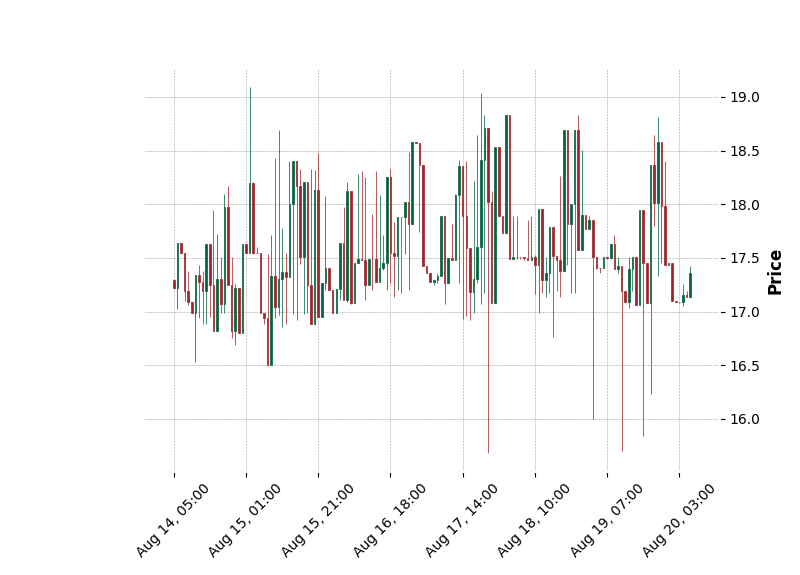 19.0
18.5
18.0
17.5
17.0
16.5
16.0
Price
Aug 14, 05:00
Aug 15, 01:00
Aug 15, 21:00
Aug 16, 18:00
Aug 17, 14:00
Aug 18, 10:00
Aug 19, 07:00
Aug 20, 03:00